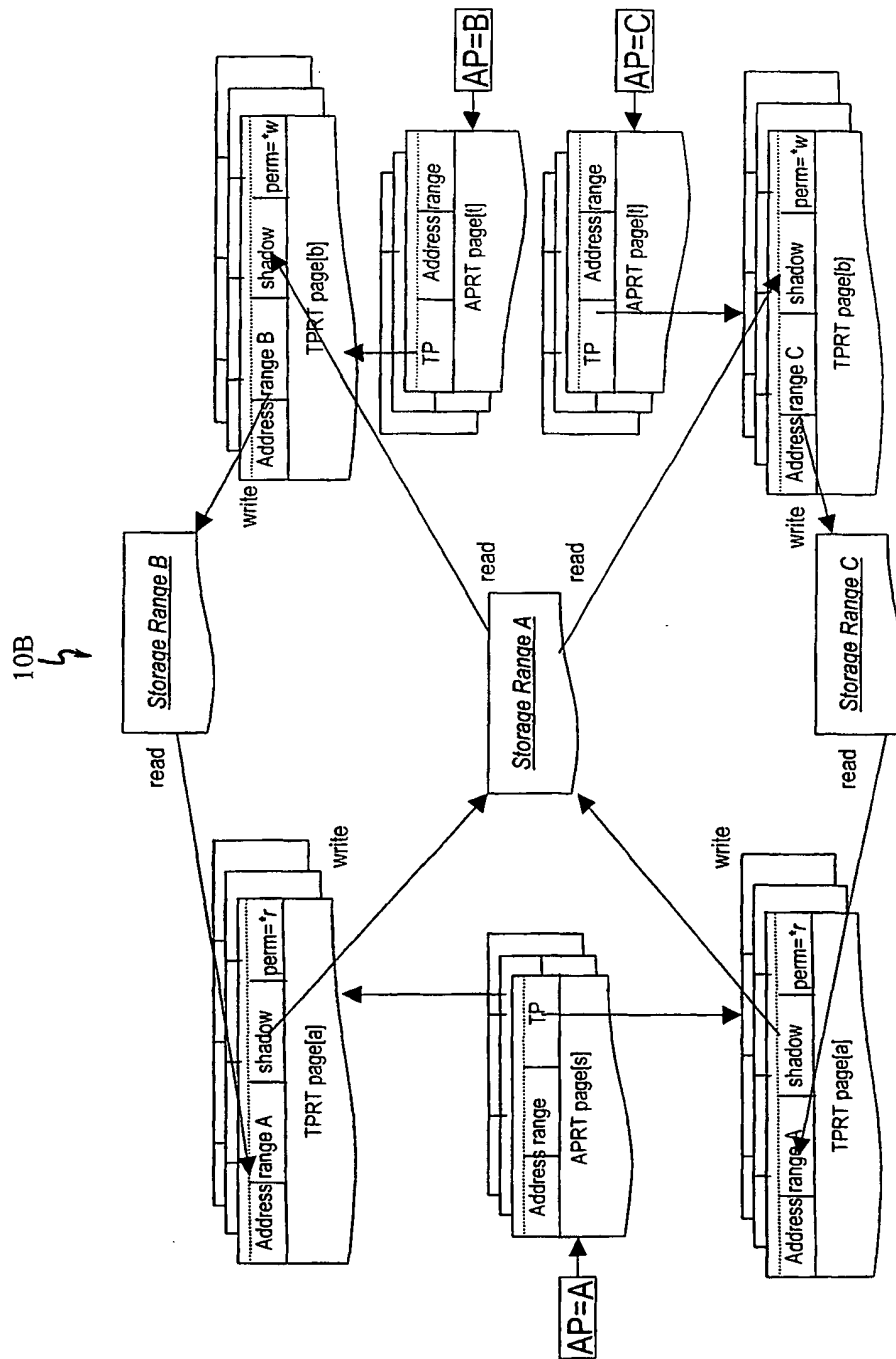 10B
Storage Range B
read
write
Address range A shadow perm=*r
TPRT page[a]
write
Address range B shadow perm=*w
TPRT page[b]
AP=A
Address range TP
APRT page[s]
Storage Range A
read
read
TP Address range
APRT page[t]
AP=B
TP Address range
APRT page[t]
AP=C
Address range A shadow perm=*r
TPRT page[a]
write
read
Storage Range C
write
Address range C shadow perm=*w
TPRT page[b]